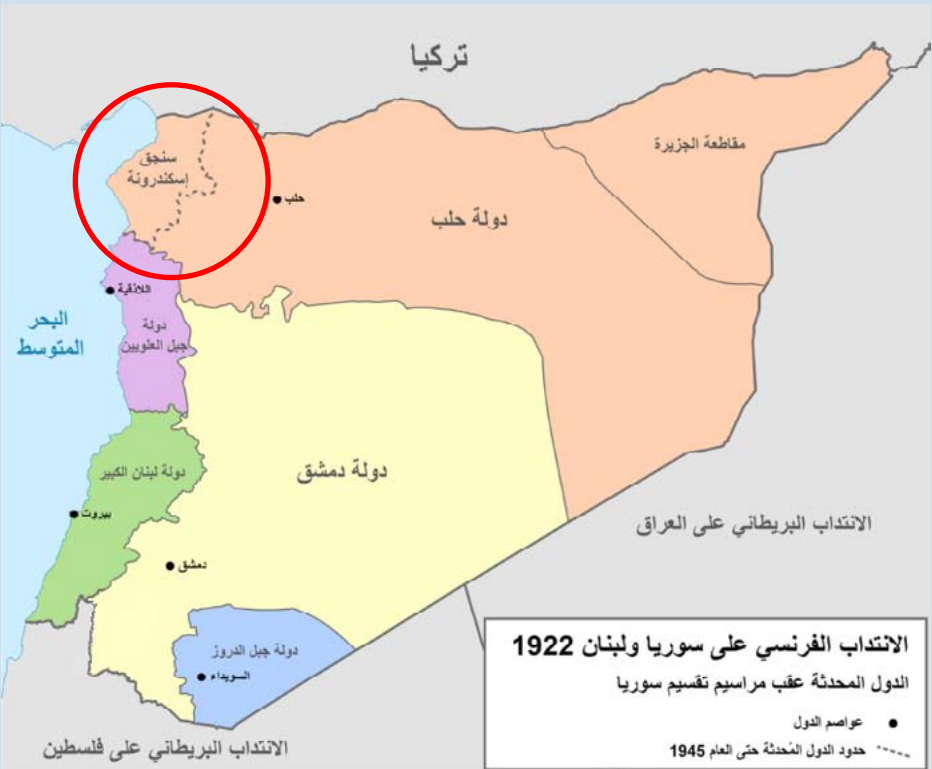 تركيا
مقاطعة الجزيرة
سنجق
إسكندرونة
حلب
دولة حلب
اللاذقية
البحر
المتوسط
دولة
جبل العلويين
دولة لبنان الكبير
دولة دمشق
بيروت
الانتداب البريطاني على العراق
دمشق
دولة جبل الدروز
السويداء
الانتداب البريطاني على فلسطين
الانتداب الفرنسي على سوريا ولبنان 1922
الدول المحدثة عقب مراسيم تقسيم سوريا
عواصم الدول
حدود الدول المُحدثة حتى العام 1945